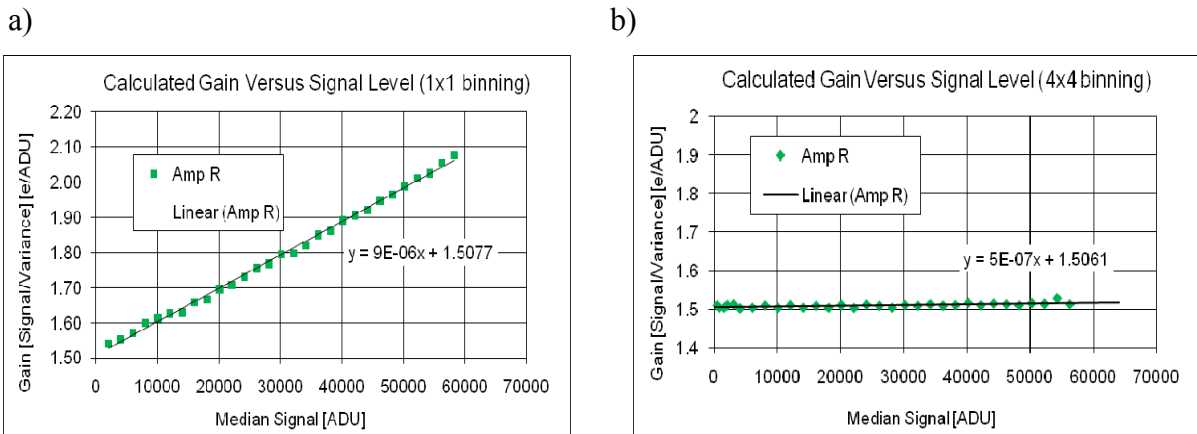 a)
Calculated Gain Versus Signal Level (1x1 binning)
Gain [Signal/Variance] [e/ADU]
2.20
2.10
2.00
1.90
1.80
1.70
1.60
1.50
Amp R
Linear (Amp R)
y = 9E-06x + 1.5077
0 10000 20000 30000 40000 50000 60000 70000
Median Signal [ADU]
b)
Calculated Gain Versus Signal Level (4x4 binning)
Gain [Signal/Variance] [e/ADU]
2
1.9
1.8
1.7
1.6
1.5
1.4
Amp R
Linear (Amp R)
y = 5E-07x + 1.5061
0 10000 20000 30000 40000 50000 60000 70000
Median Signal [ADU]